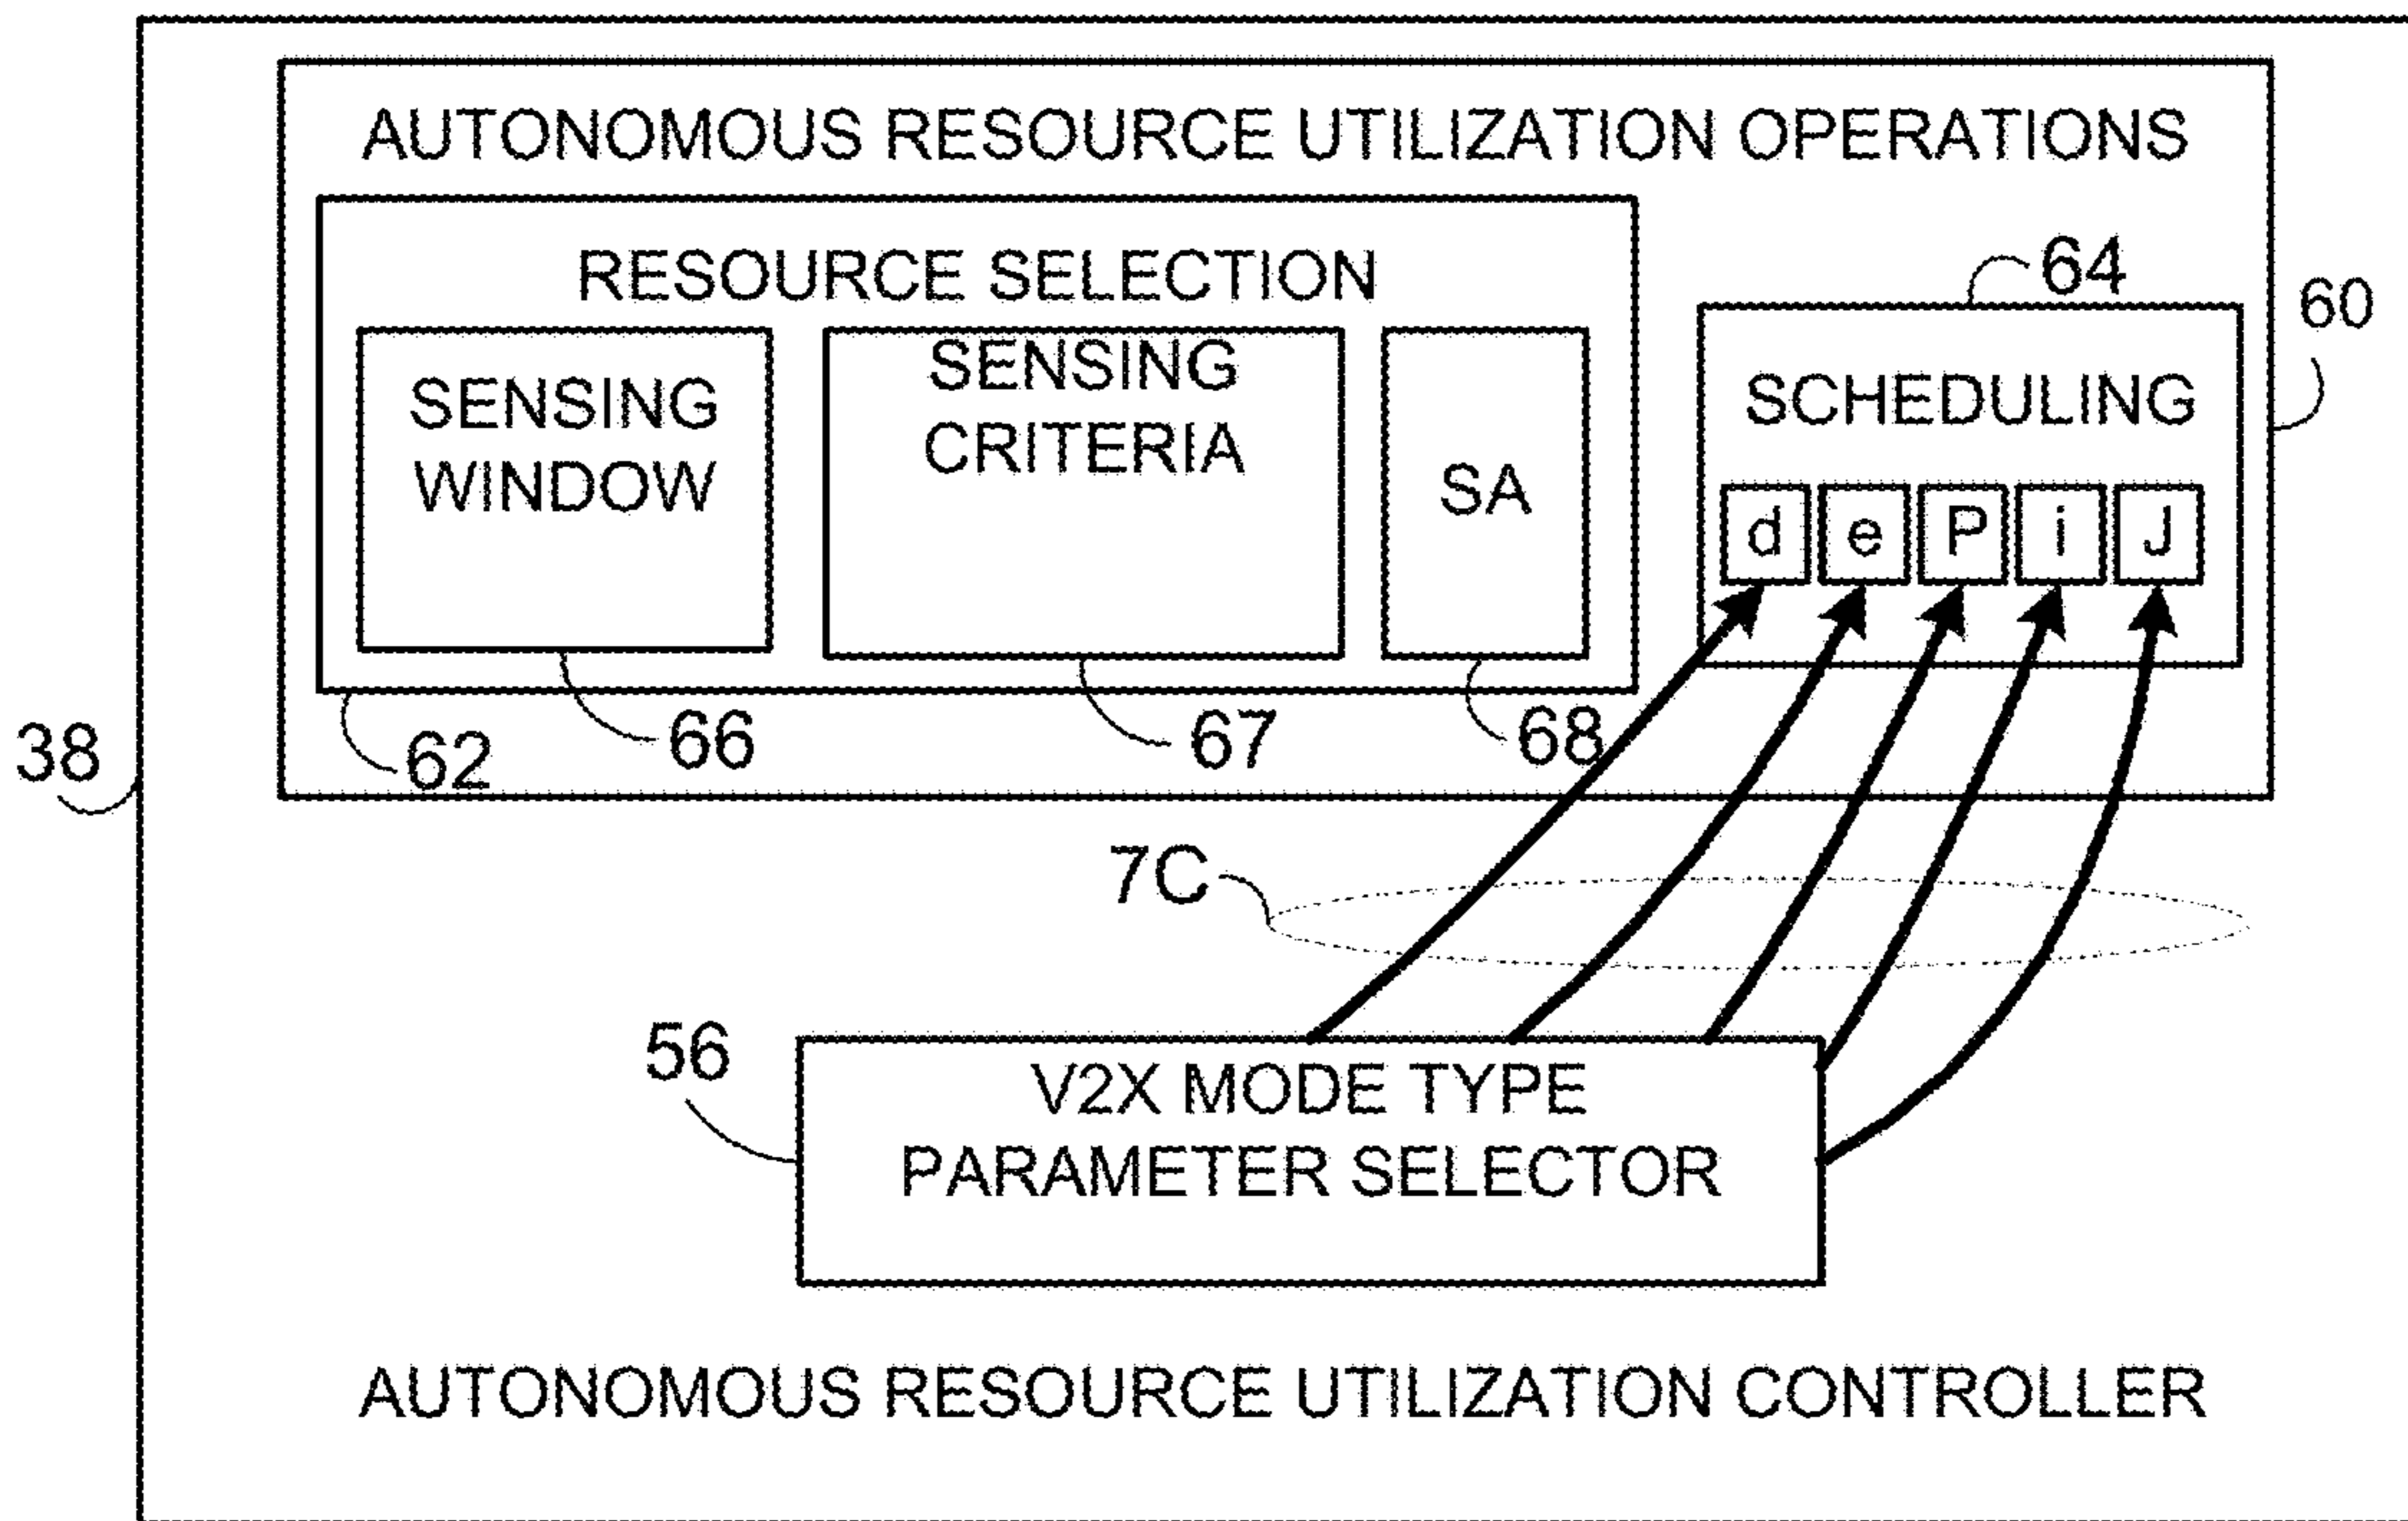 AUTONOMOUS RESOURCE UTILIZATION OPERATIONS
RESOURCE SELECTION
64
60
SENSING
WINDOW
SENSING
CRITERIA
SA
SCHEDULING
d e P i J
38
62
66
67
68
7C
56
V2X MODE TYPE
PARAMETER SELECTOR
AUTONOMOUS RESOURCE UTILIZATION CONTROLLER